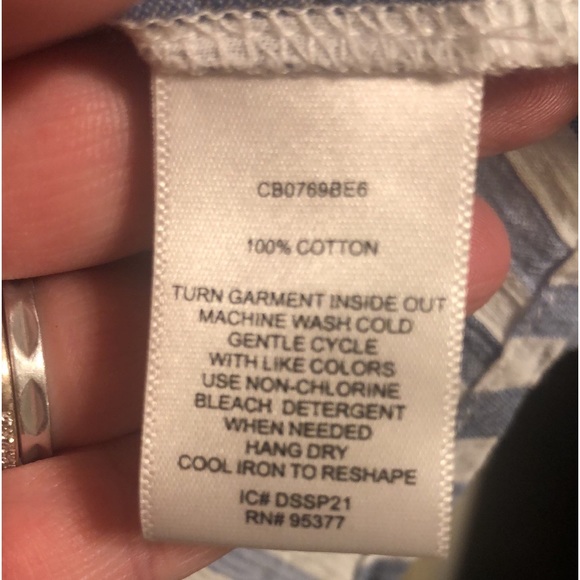 CB0769BE6
100% COTTON
TURN GARMENT INSIDE OUT
MACHINE WASH COLD
GENTLE CYCLE
WITH LIKE COLORS
USE NON-CHLORINE
BLEACH DETERGENT
WHEN NEEDED
HANG DRY
COOL IRON TO RESHAPE
IC# DSSP21
RN# 95377